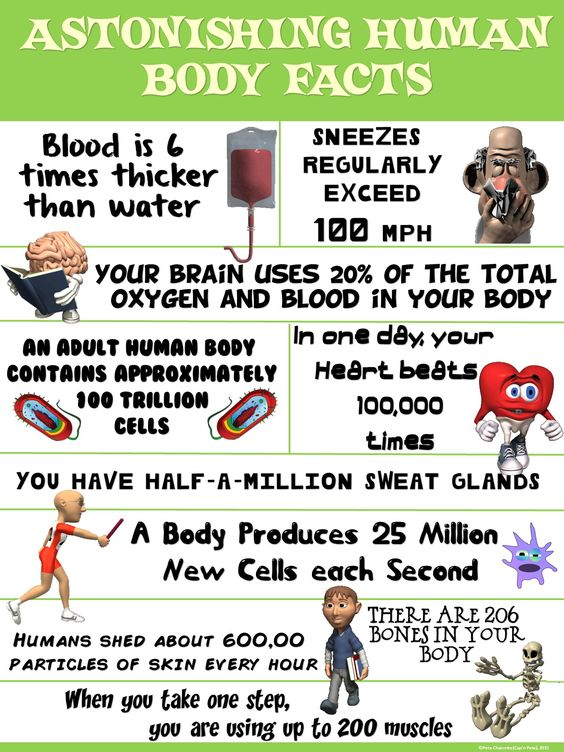 ASTONISHING HUMAN
BODY FACTS
Blood is 6
times thicker
than water
SNEEZES
REGULARLY
EXCEED
100 MPH
YOUR BRAIN USES 20% OF THE TOTAL
OXYGEN AND BLOOD IN YOUR BODY
AN ADULT HUMAN BODY
CONTAINS APPROXIMATELY
100 TRILLION
CELLS
In one day, your
Heart beats
100,000
times
YOU HAVE HALF-A-MILLION SWEAT GLANDS
A Body Produces 25 Million
New Cells each Second
HUMANS SHED ABOUT 600,00
PARTICLES OF SKIN EVERY HOUR
THERE ARE 206
BONES IN YOUR
BODY
When you take one step,
you are using up to 200 muscles